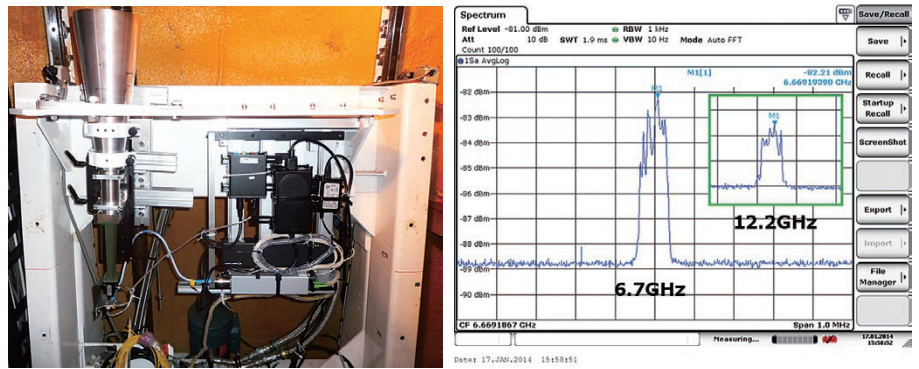 Spectrum
Ref Level -81.00 dBm RBW 1 kHz
Att 10 dB SWT 1.9 ms VBW 10 Hz Mode Auto FFT
Count 100/100
1Sa AvgLog
M1[1] -82.21 dBm
6.66919390 GHz
M1
-82 dBm
-83 dBm
-84 dBm
-85 dBm
-86 dBm
-87 dBm
-88 dBm
-89 dBm
-90 dBm
M1
12.2GHz
6.7GHz
CF 6.6691867 GHz Span 1.0 MHz
Measuring... 17.01.2014
15:58:52
Date: 17.JAN.2014 15:58:51
Save/Recall
Save
Recall
Startup
Recall
ScreenShot
Export
Import
File
Manager